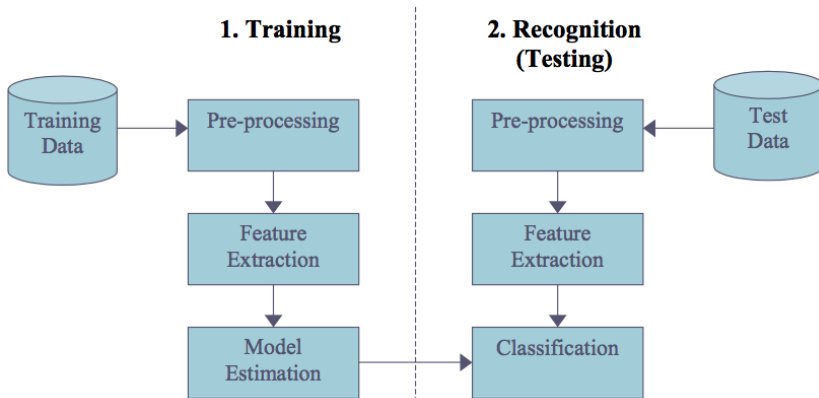 1. Training
2. Recognition
(Testing)
Training
Data
Pre-processing
Pre-processing
Test
Data
Feature
Extraction
Feature
Extraction
Model
Estimation
Classification